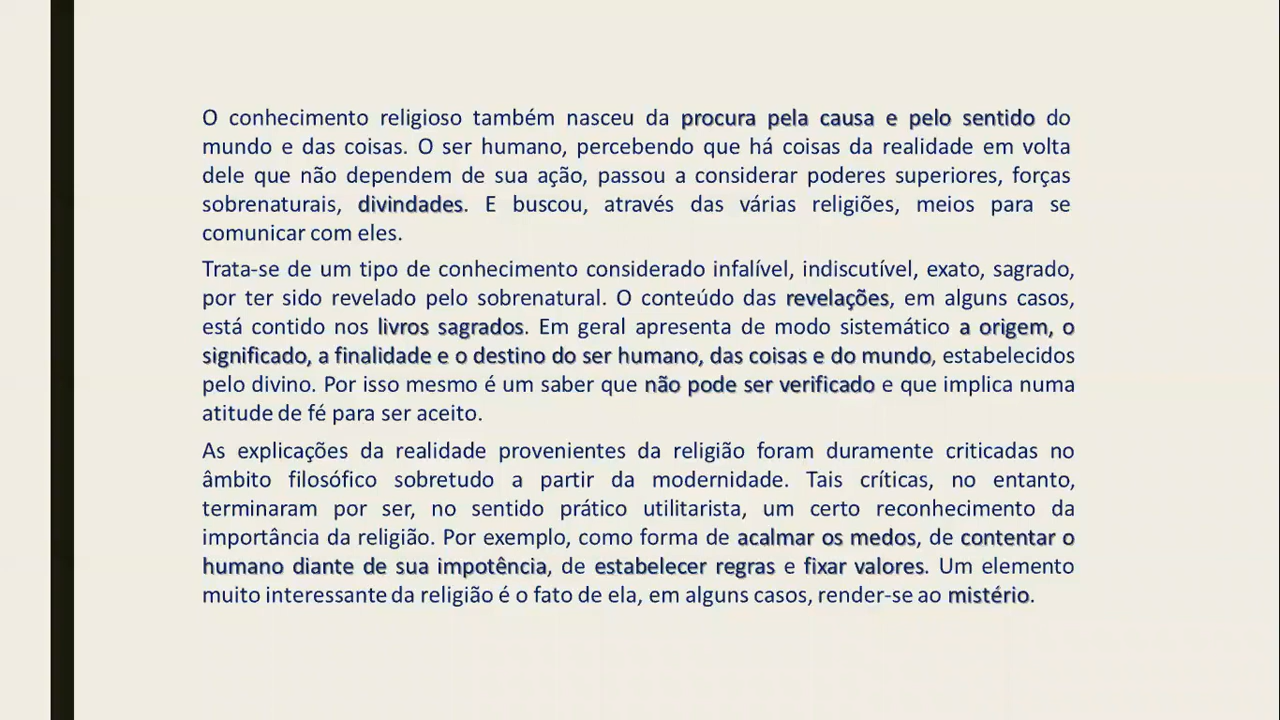 O conhecimento religioso também nasceu da procura pela causa e pelo sentido do
mundo e das coisas. O ser humano, percebendo que há coisas da realidade em volta
dele que não dependem de sua ação, passou a considerar poderes superiores, forças
sobrenaturais, divindades. E buscou, através das várias religiões, meios para se
comunicar com eles.
Trata-se de um tipo de conhecimento considerado infalível, indiscutível, exato, sagrado,
por ter sido revelado pelo sobrenatural. O conteúdo das revelações, em alguns casos,
está contido nos livros sagrados. Em geral apresenta de modo sistemático a origem, o
significado, a finalidade e o destino do ser humano, das coisas e do mundo, estabelecidos
pelo divino. Por isso mesmo é um saber que não pode ser verificado e que implica numa
atitude de fé para ser aceito.
As explicações da realidade provenientes da religião foram duramente criticadas no
âmbito filosófico sobretudo a partir da modernidade. Tais críticas, no entanto,
terminaram por ser, no sentido prático utilitarista, um certo reconhecimento da
importância da religião. Por exemplo, como forma de acalmar os medos, de contentar o
humano diante de sua impotência, de estabelecer regras e fixar valores. Um elemento
muito interessante da religião é o fato de ela, em alguns casos, render-se ao mistério.